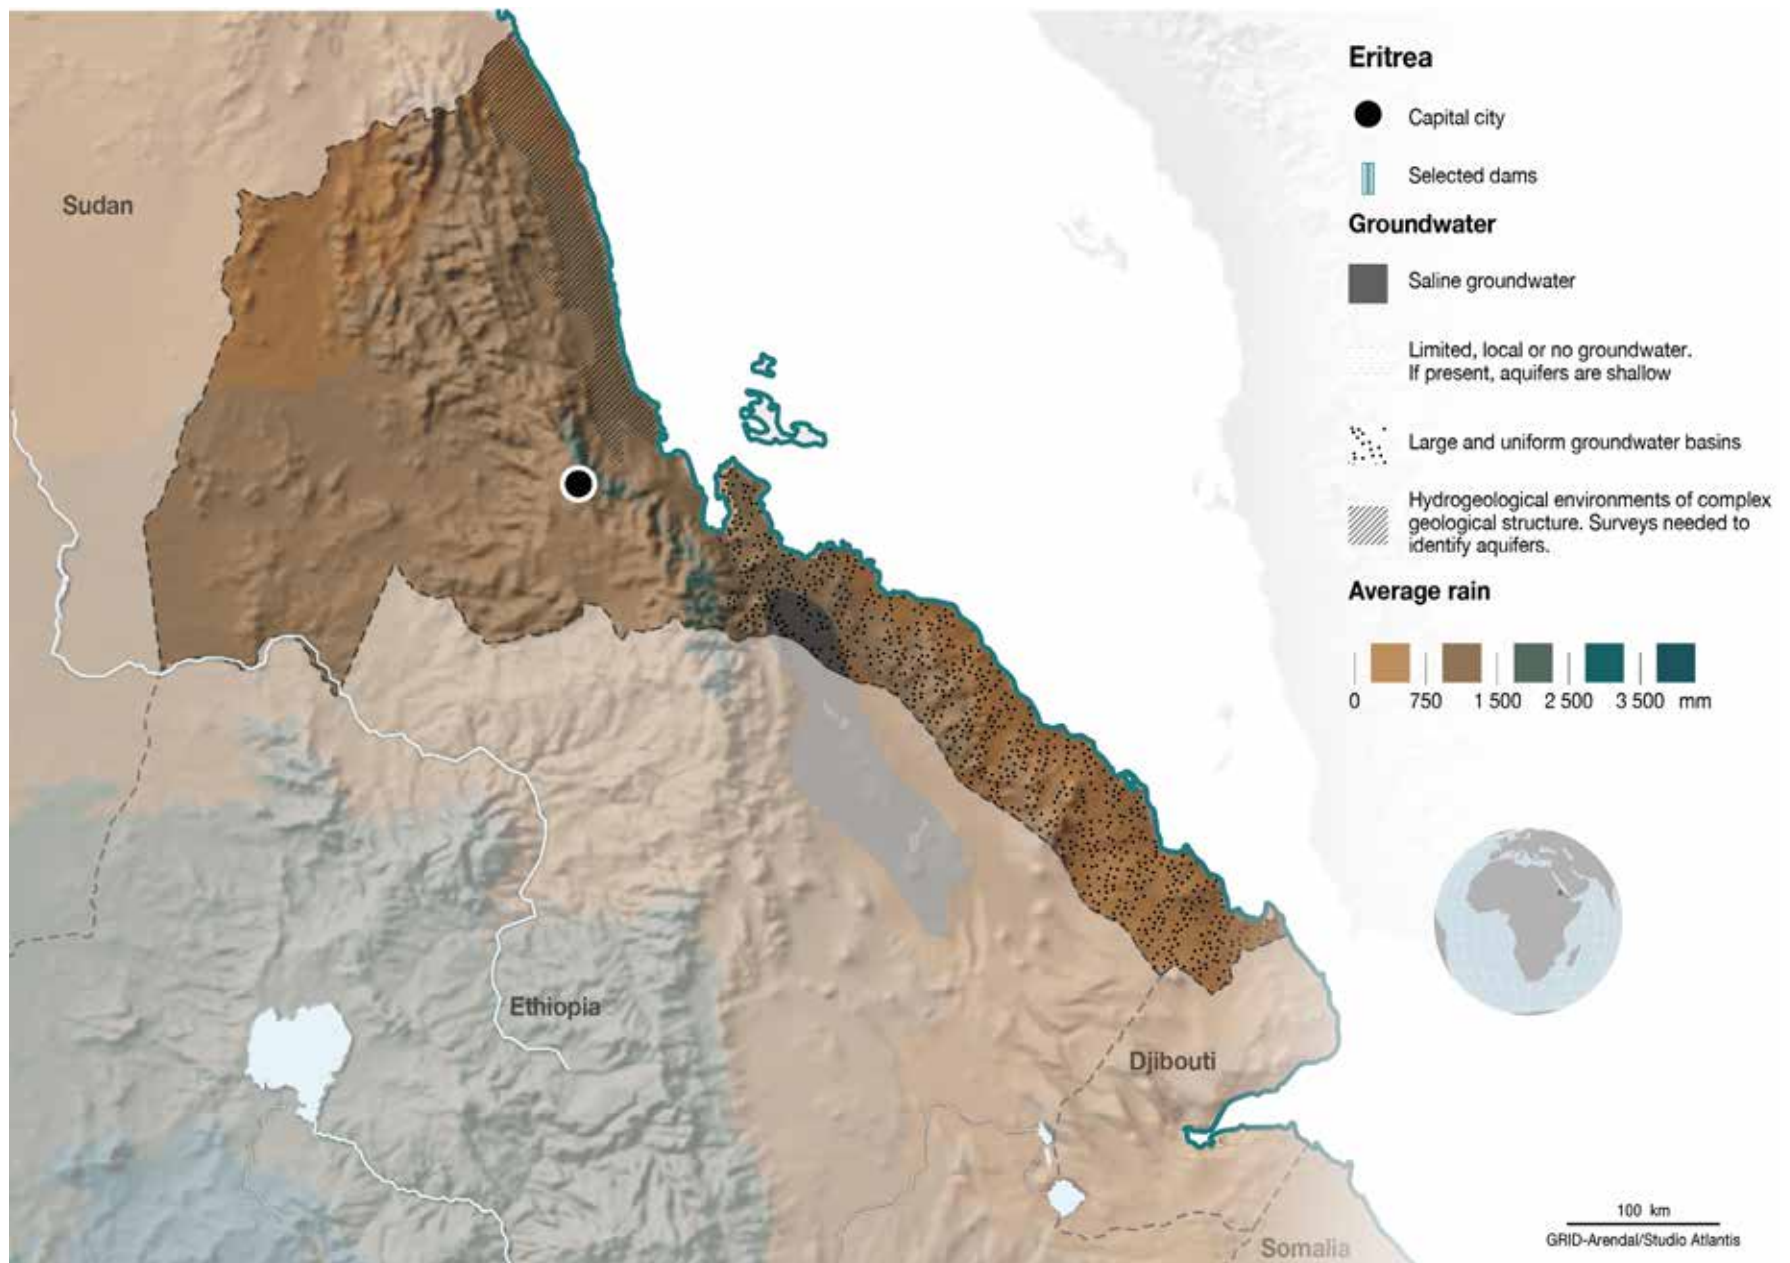 Eritrea
Capital city
Selected dams
Groundwater
Saline groundwater
Limited, local or no groundwater.
If present, aquifers are shallow
Large and uniform groundwater basins
Hydrogeological environments of complex
geological structure. Surveys needed to
identify aquifers.
Average rain
0 750 1 500 2 500 3 500 mm
Sudan
Ethiopia
Djibouti
Somalia
100 km
GRID-Arendal/Studio Atlantis